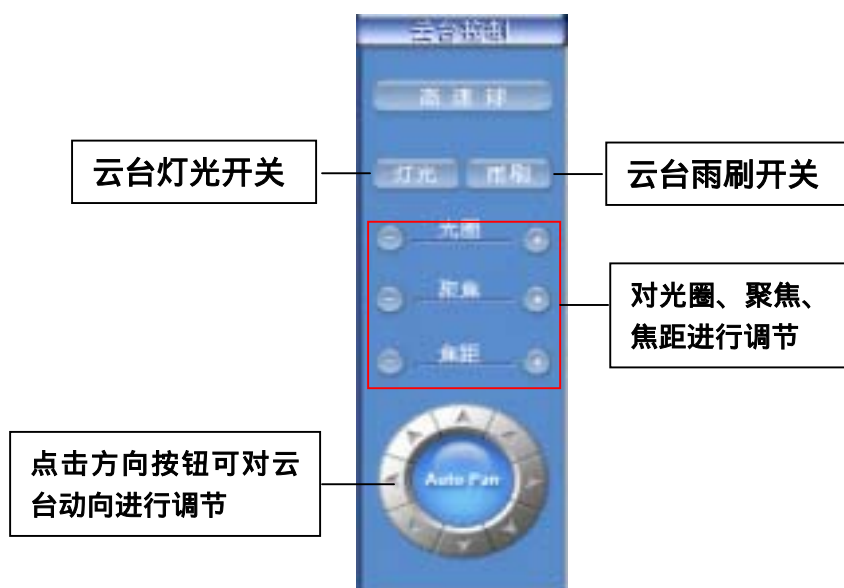 云台控制
高速球
云台灯光开关
灯光 雨刷
云台雨刷开关
光圈
聚焦
焦距
对光圈、聚焦、
焦距进行调节
点击方向按钮可对云
台动向进行调节
Auto Pan